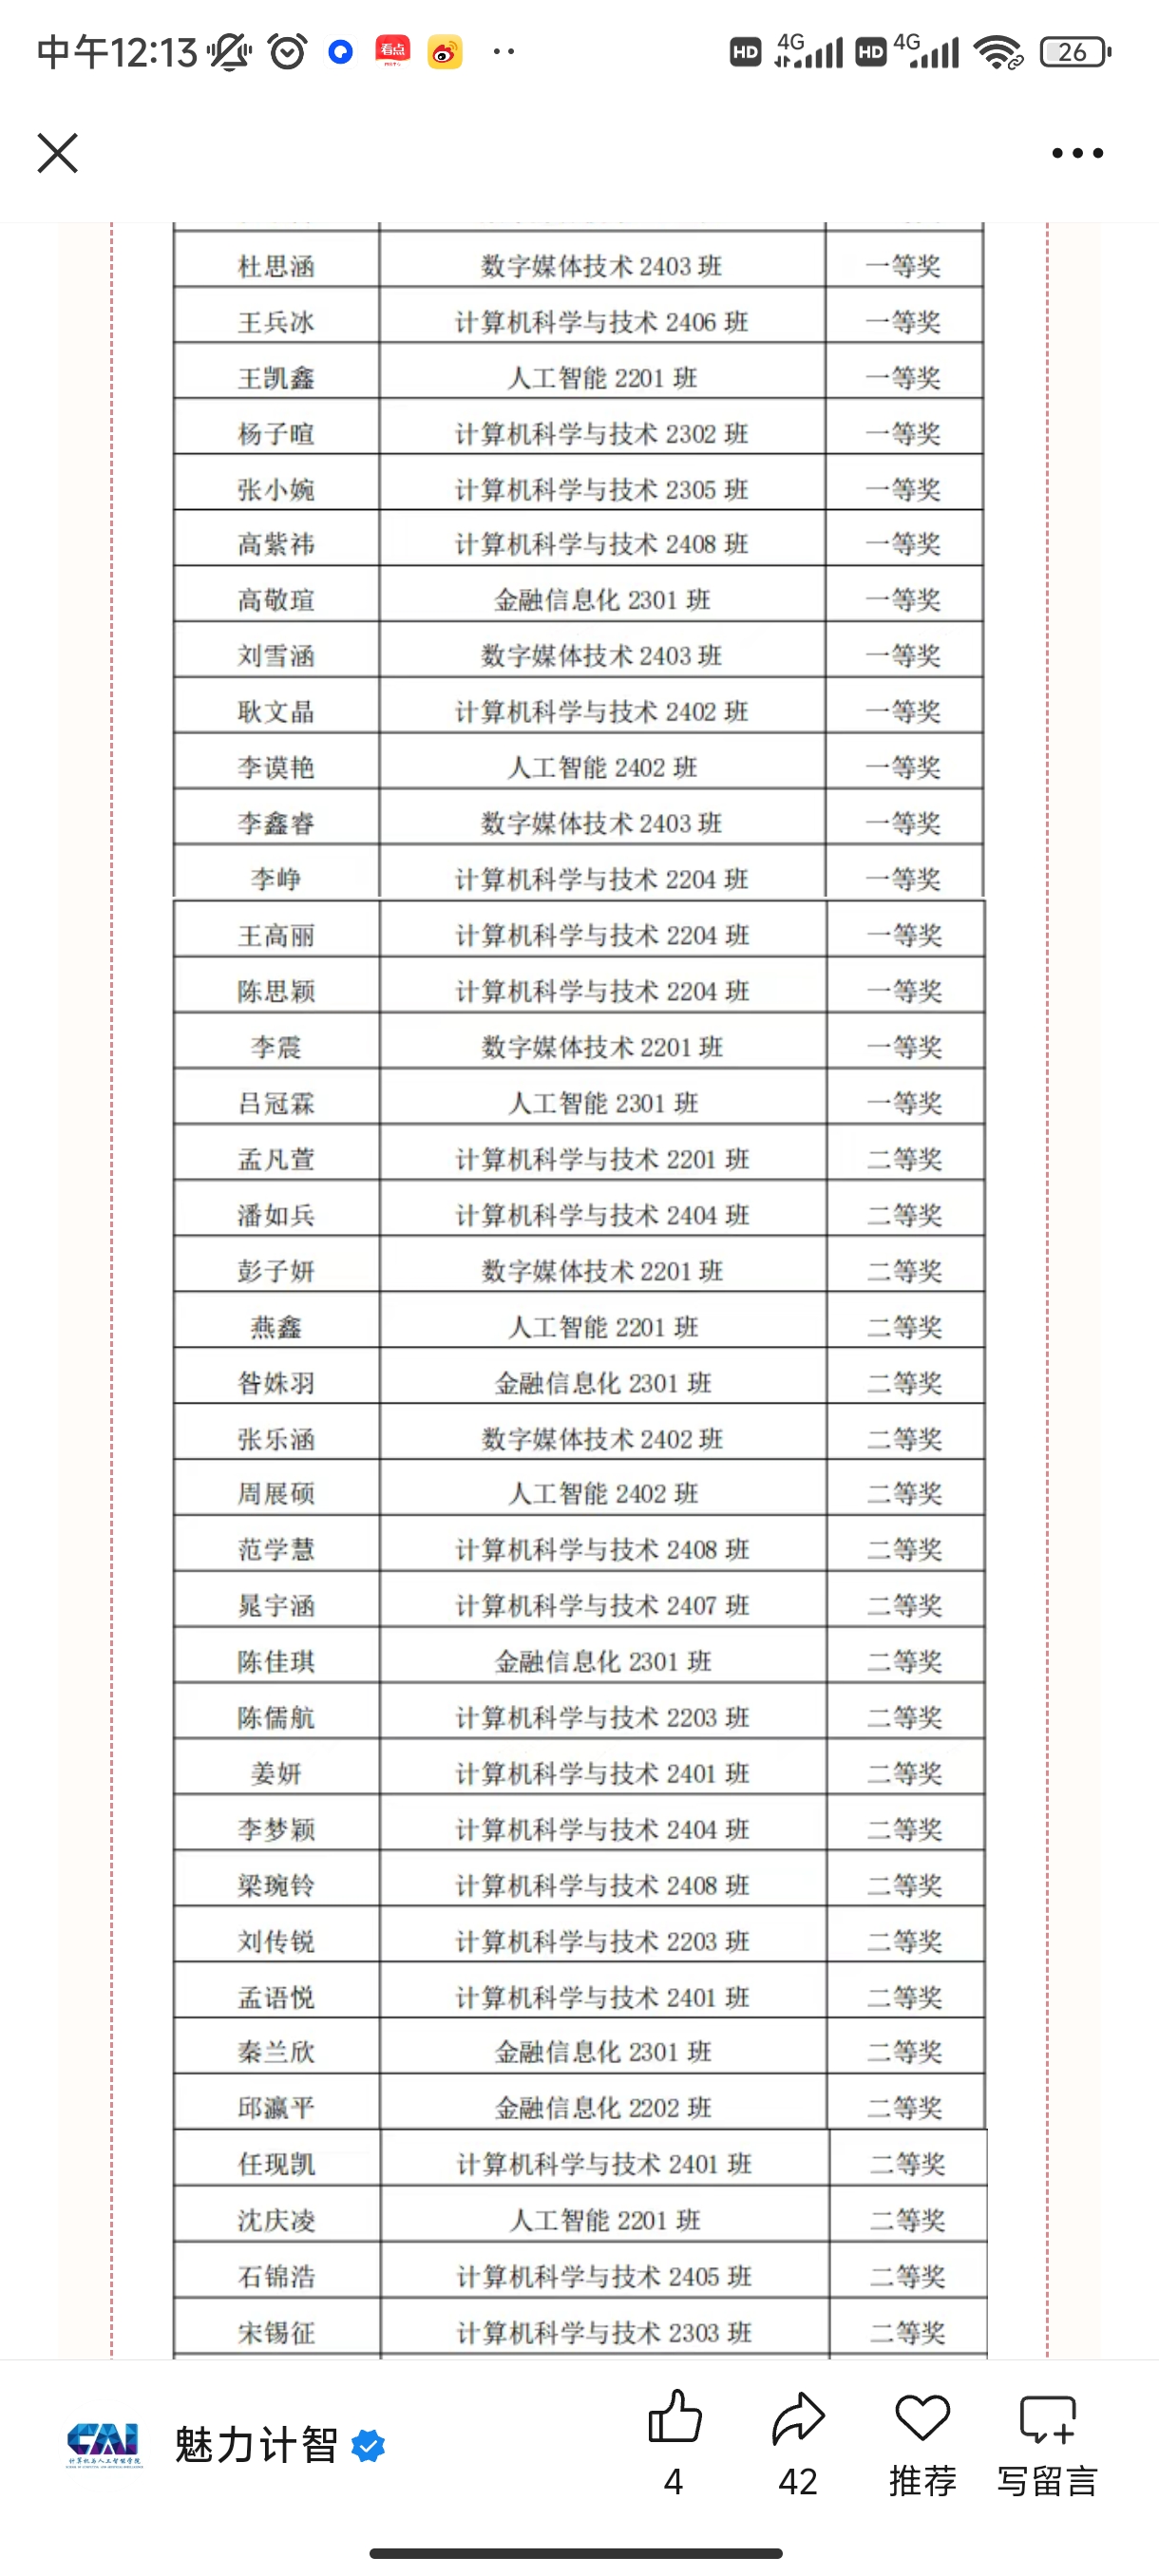 中午12:13 看点 HD 4G HD 4G 26
杜思涵 数字媒体技术 2403 班 一等奖
王兵冰 计算机科学与技术 2406 班 一等奖
王凯鑫 人工智能 2201 班 一等奖
杨子暄 计算机科学与技术 2302 班 一等奖
张小婉 计算机科学与技术 2305 班 一等奖
高紫祎 计算机科学与技术 2408 班 一等奖
高敬瑄 金融信息化 2301 班 一等奖
刘雪涵 数字媒体技术 2403 班 一等奖
耿文晶 计算机科学与技术 2402 班 一等奖
李谟艳 人工智能 2402 班 一等奖
李鑫睿 数字媒体技术 2403 班 一等奖
李峥 计算机科学与技术 2204 班 一等奖
王高丽 计算机科学与技术 2204 班 一等奖
陈思颖 计算机科学与技术 2204 班 一等奖
李震 数字媒体技术 2201 班 一等奖
吕冠霖 人工智能 2301 班 一等奖
孟凡萱 计算机科学与技术 2201 班 二等奖
潘如兵 计算机科学与技术 2404 班 二等奖
彭子妍 数字媒体技术 2201 班 二等奖
燕鑫 人工智能 2201 班 二等奖
昝姝羽 金融信息化 2301 班 二等奖
张乐涵 数字媒体技术 2402 班 二等奖
周展硕 人工智能 2402 班 二等奖
范学慧 计算机科学与技术 2408 班 二等奖
晁宇涵 计算机科学与技术 2407 班 二等奖
陈佳琪 金融信息化 2301 班 二等奖
陈儒航 计算机科学与技术 2203 班 二等奖
姜妍 计算机科学与技术 2401 班 二等奖
李梦颖 计算机科学与技术 2404 班 二等奖
梁琬铃 计算机科学与技术 2408 班 二等奖
刘传锐 计算机科学与技术 2203 班 二等奖
孟语悦 计算机科学与技术 2401 班 二等奖
秦兰欣 金融信息化 2301 班 二等奖
邱瀛平 金融信息化 2202 班 二等奖
任现凯 计算机科学与技术 2401 班 二等奖
沈庆凌 人工智能 2201 班 二等奖
石锦浩 计算机科学与技术 2405 班 二等奖
宋锡征 计算机科学与技术 2303 班 二等奖
CAI
计算机与人工智能学院
魅力计智
4 42 推荐 写留言